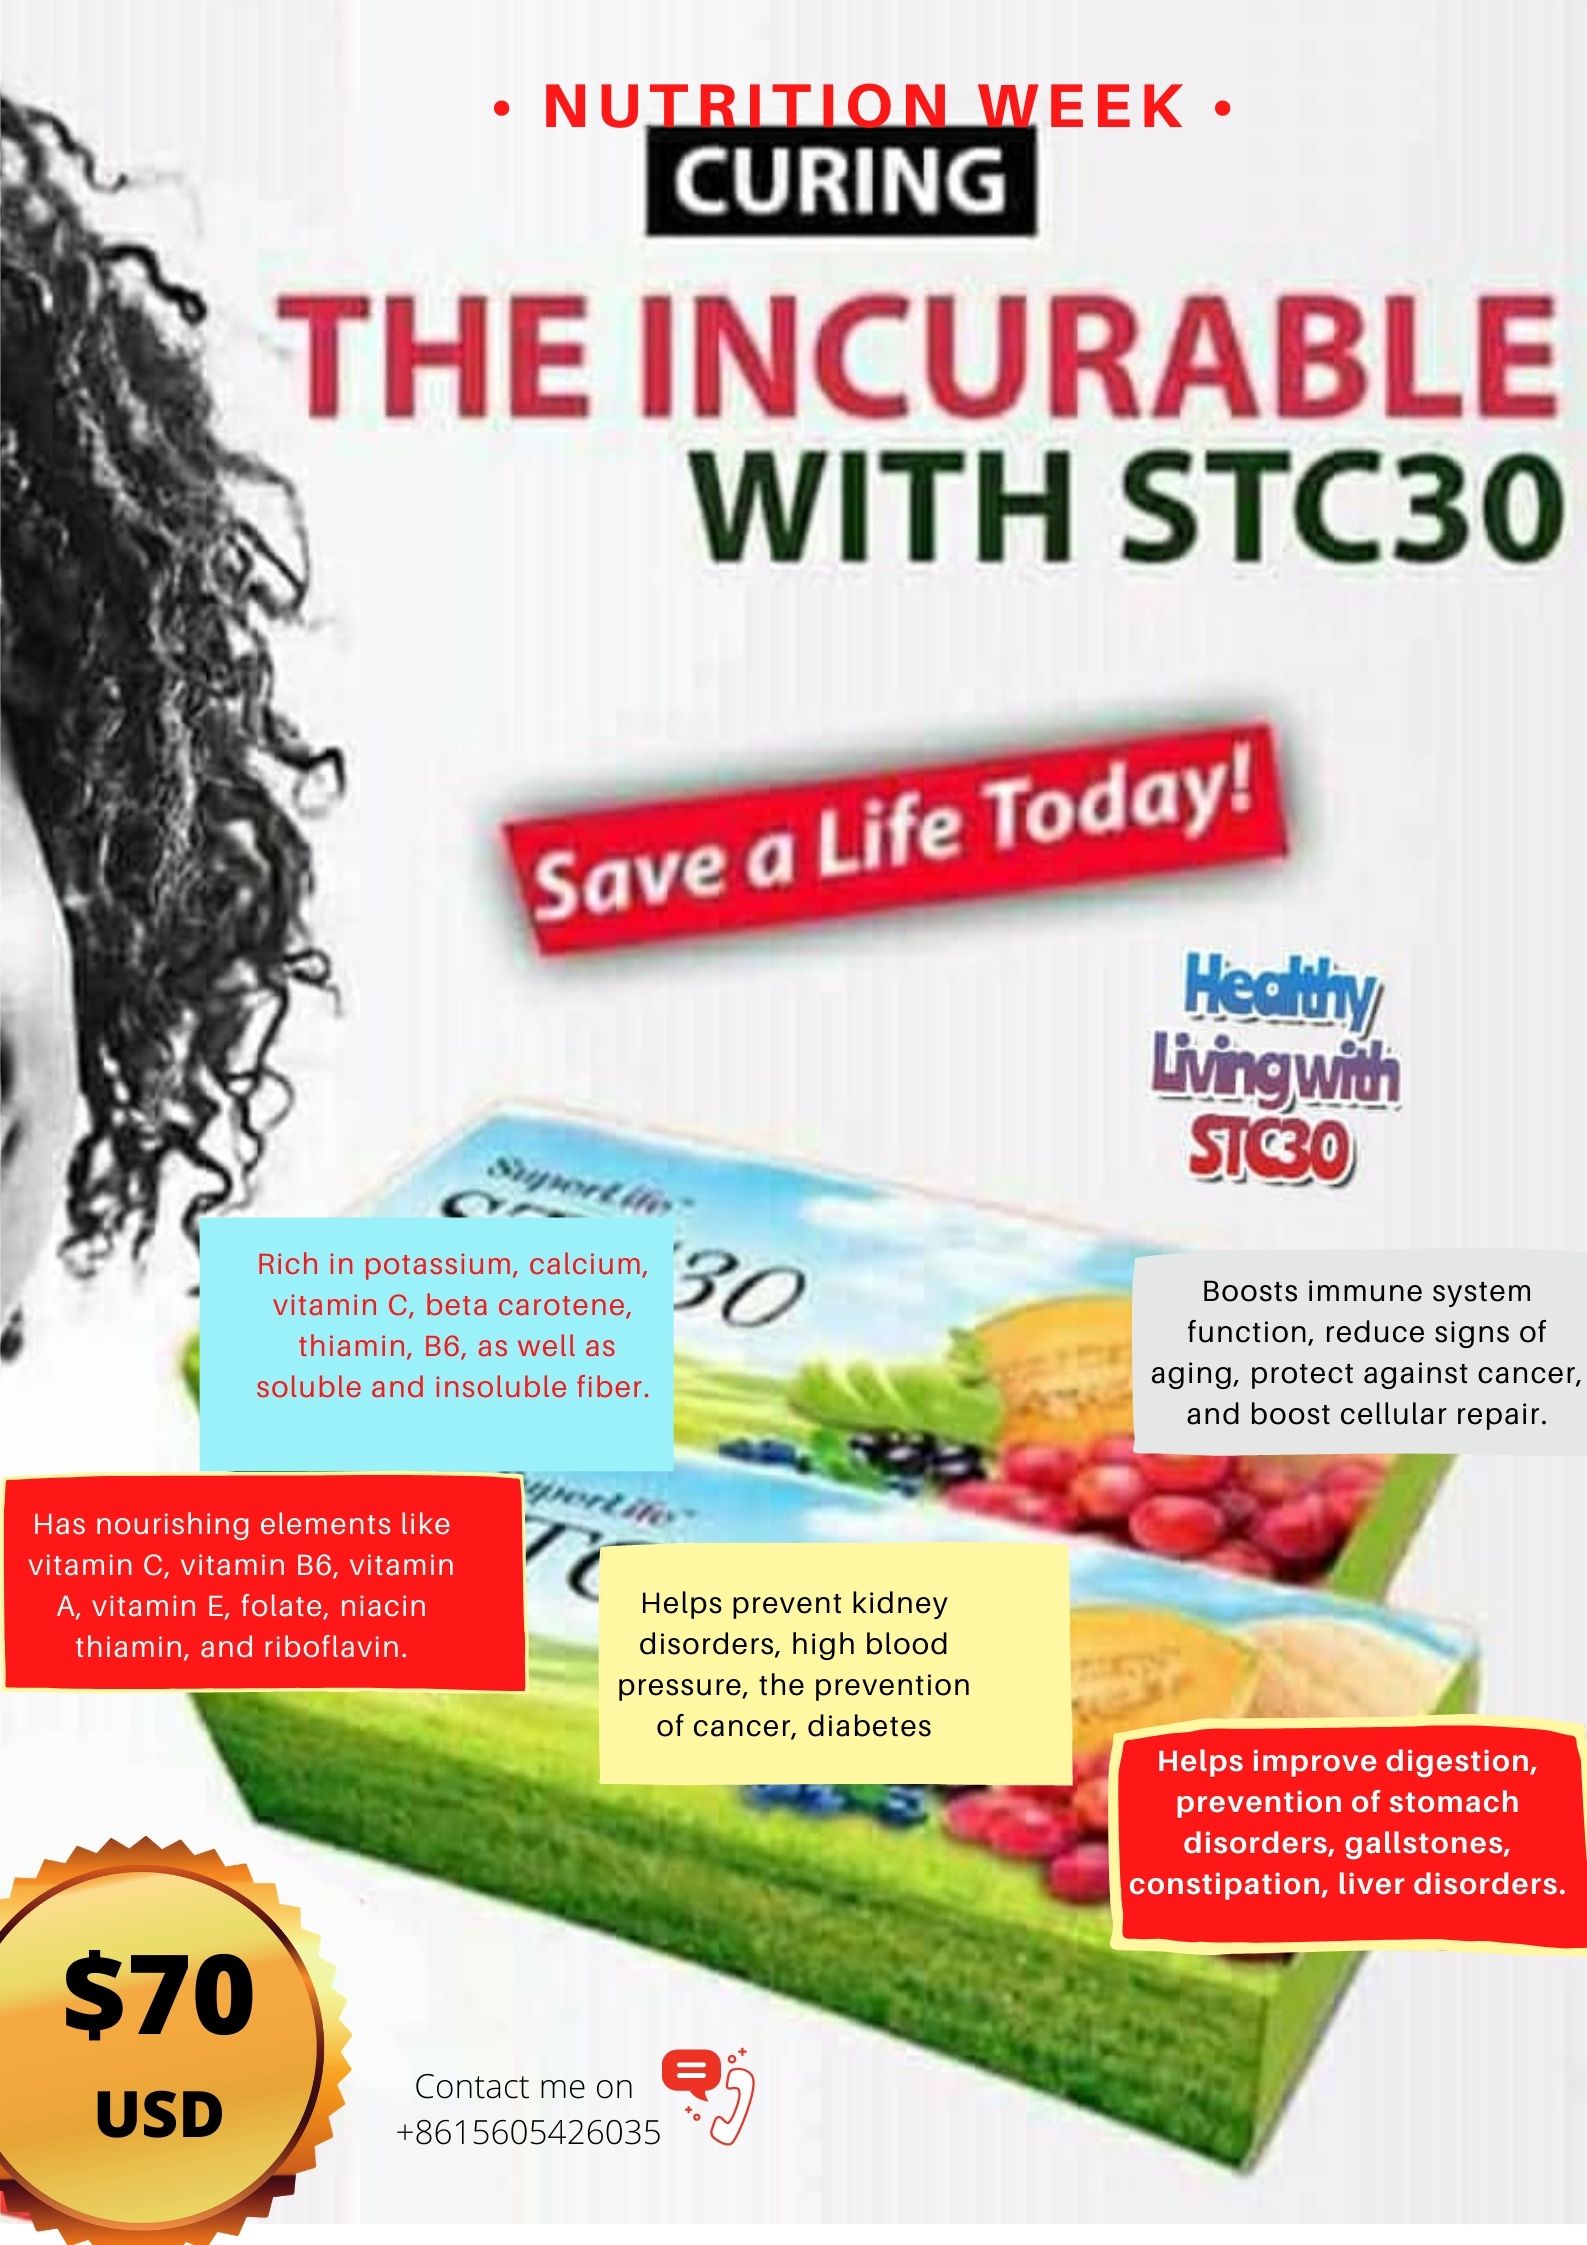 • NUTRITION WEEK •
CURING
THE INCURABLE
WITH STC30
Save a Life Today!
Healthy
Living with
STC30
SuperLife™
30
Rich in potassium, calcium,
vitamin C, beta carotene,
thiamin, B6, as well as
soluble and insoluble fiber.
Boosts immune system
function, reduce signs of
aging, protect against cancer,
and boost cellular repair.
Has nourishing elements like
vitamin C, vitamin B6, vitamin
A, vitamin E, folate, niacin
thiamin, and riboflavin.
Helps prevent kidney
disorders, high blood
pressure, the prevention
of cancer, diabetes
Helps improve digestion,
prevention of stomach
disorders, gallstones,
constipation, liver disorders.
$70
USD
Contact me on
+8615605426035